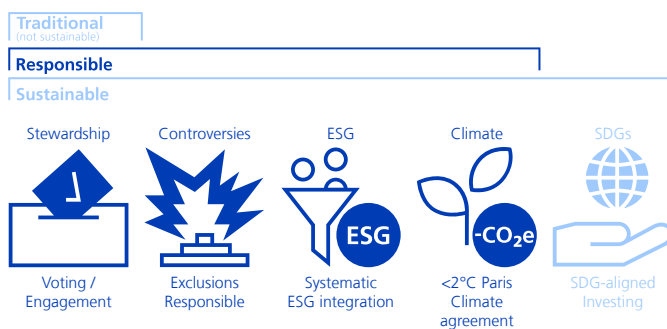 Traditional
(not sustainable)
Responsible
Sustainable
Stewardship
Controversies
ESG
Climate
SDGs
ESG
-CO₂e
Voting /
Engagement
Exclusions
Responsible
Systematic
ESG integration
<2°C Paris
Climate
agreement
SDG-aligned
Investing